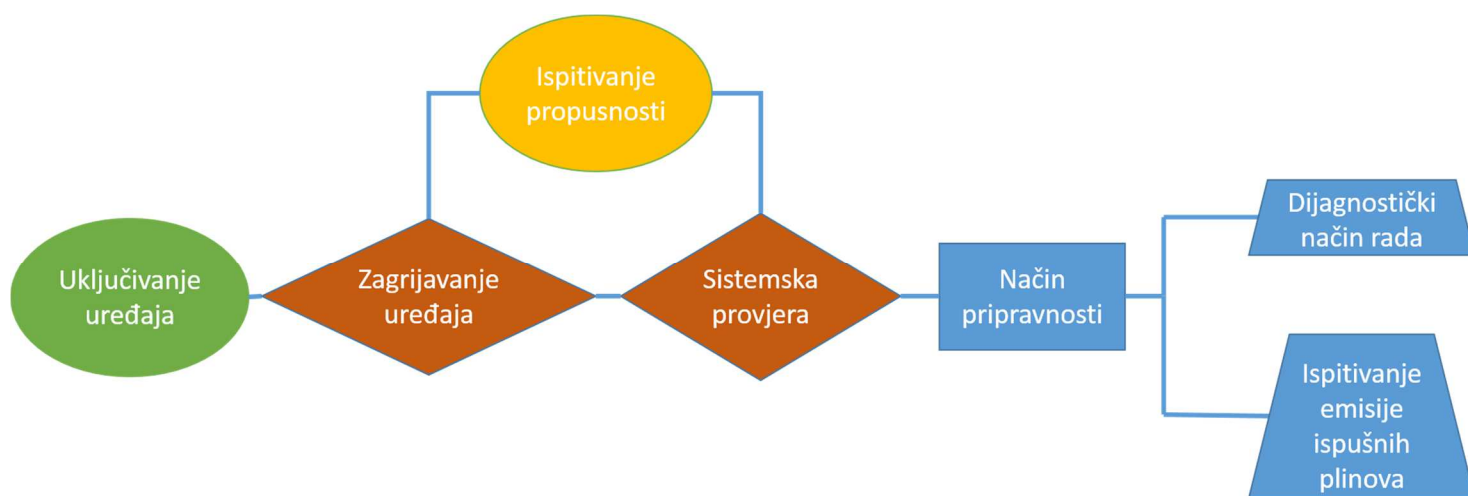 Ispitivanje
propusnosti
Uključivanje
uređaja
Zagrijavanje
uređaja
Sistemska
provjera
Način
pripravnosti
Dijagnostički
način rada
Ispitivanje
emisije
ispušnih
plinova